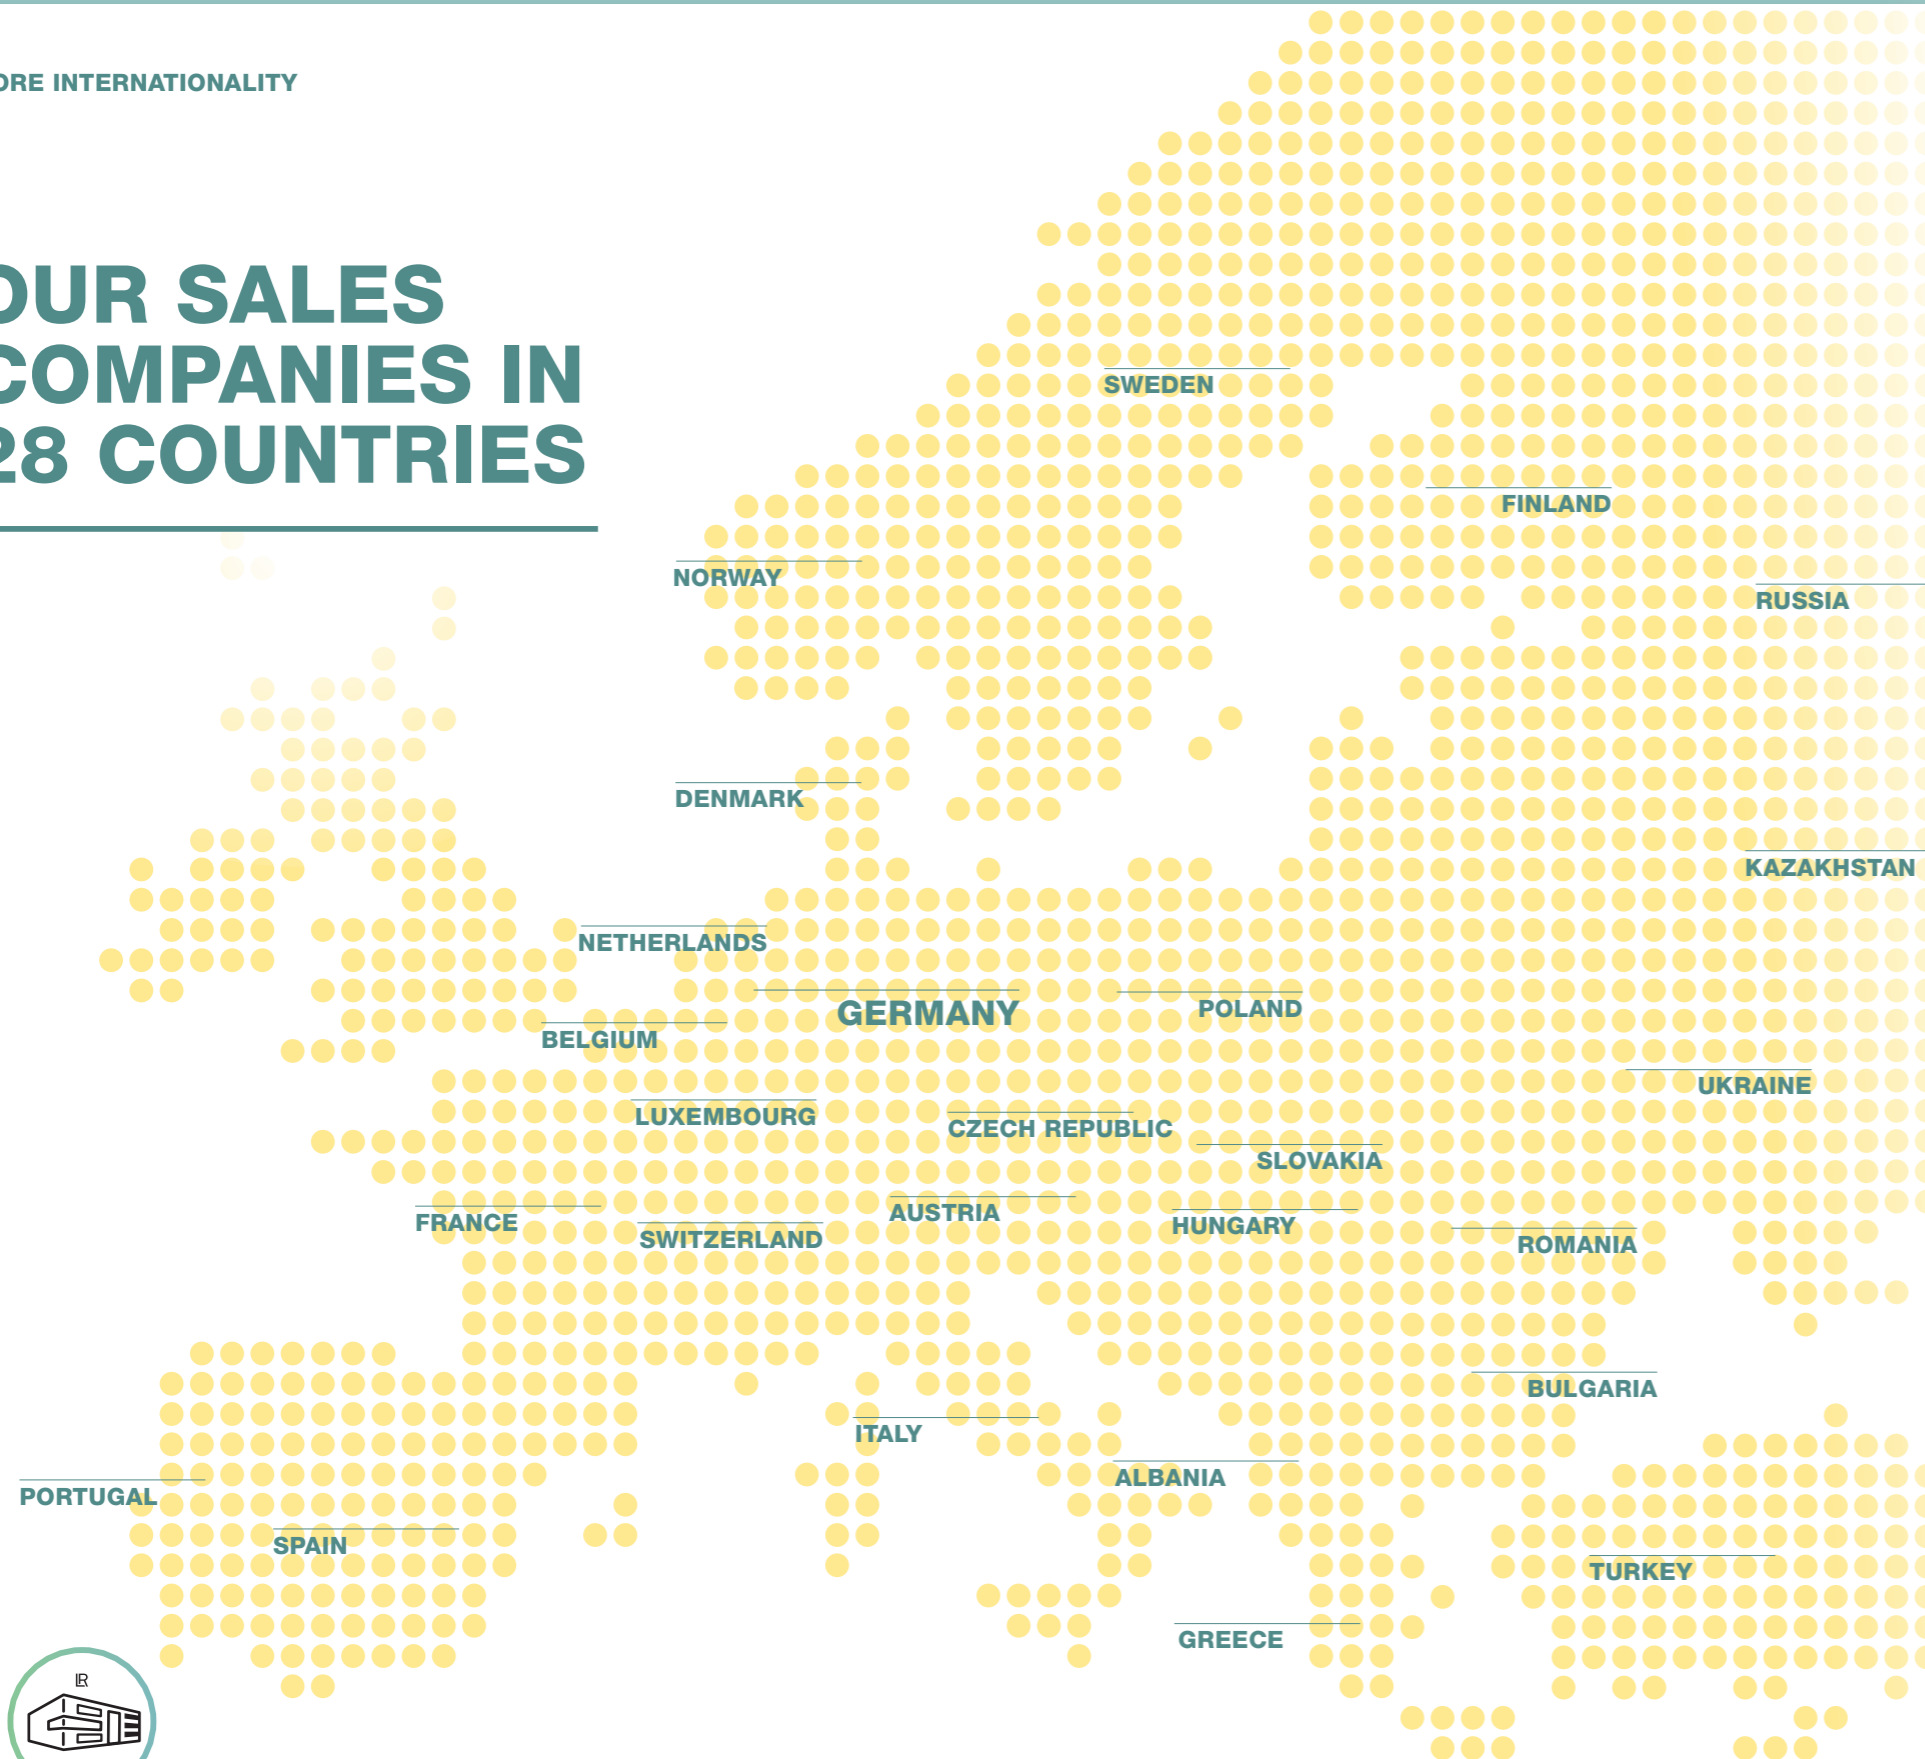 ORE INTERNATIONALITY
OUR SALES
COMPANIES IN
28 COUNTRIES
SWEDEN
FINLAND
NORWAY
RUSSIA
DENMARK
KAZAKHSTAN
NETHERLANDS
GERMANY
POLAND
BELGIUM
UKRAINE
LUXEMBOURG
CZECH REPUBLIC
SLOVAKIA
FRANCE
SWITZERLAND
AUSTRIA
HUNGARY
ROMANIA
BULGARIA
ITALY
ALBANIA
PORTUGAL
SPAIN
TURKEY
GREECE
LR